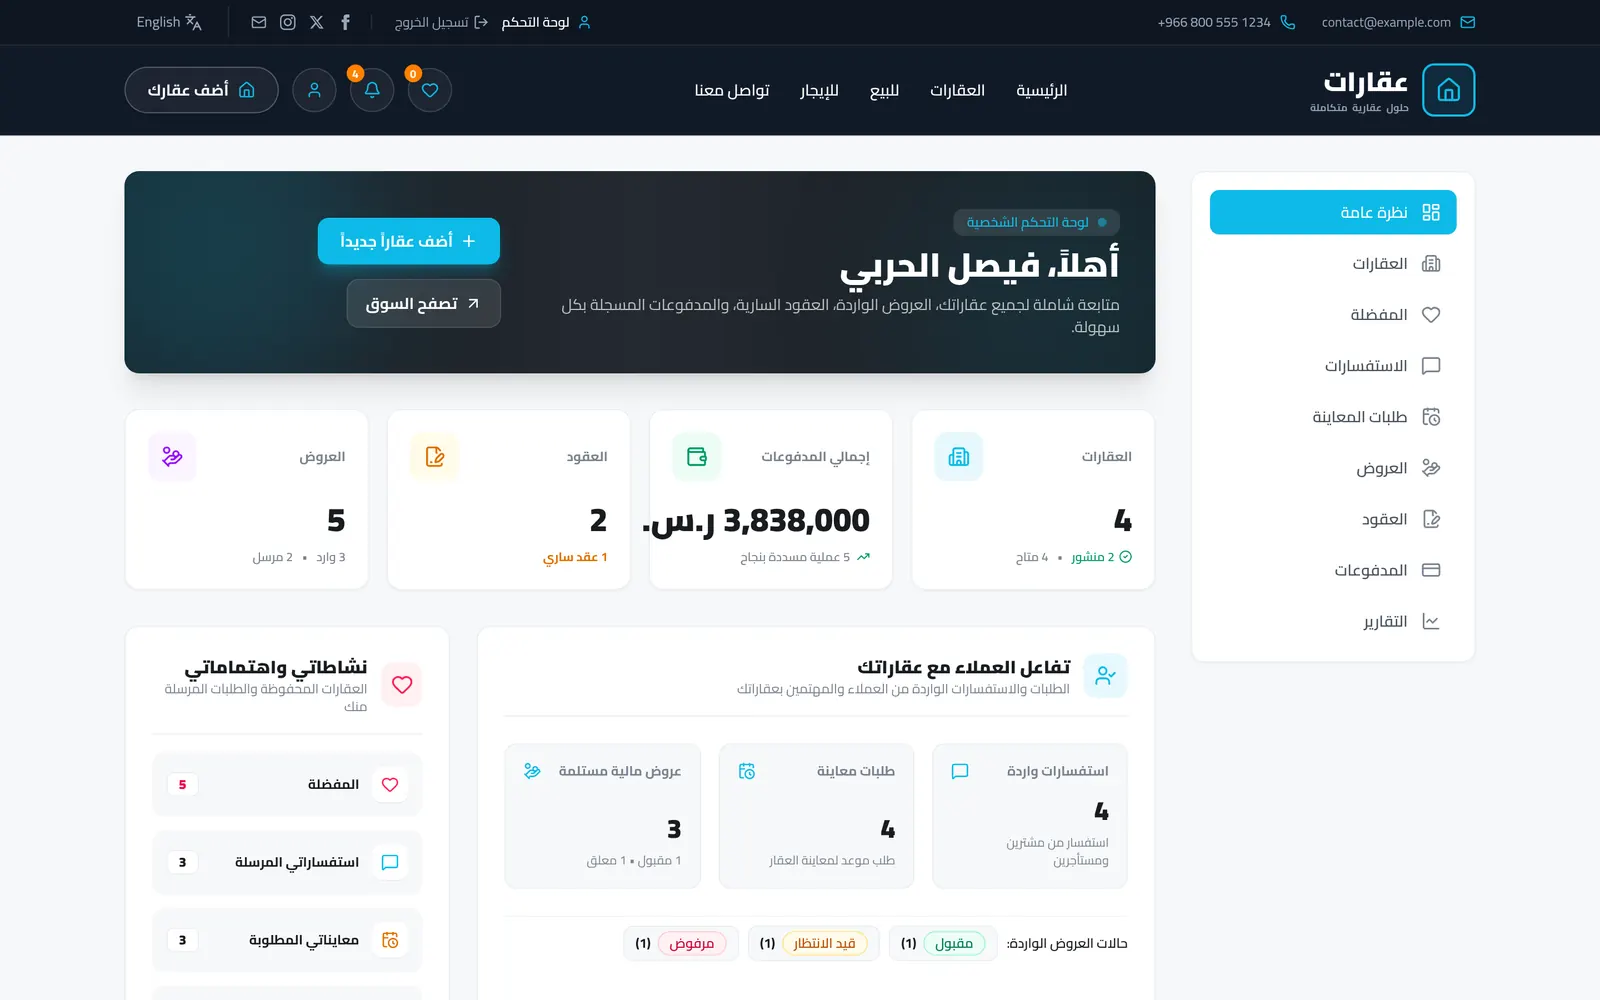 contact@example.com
+966 800 555 1234
لوحة التحكم
تسجيل الخروج
English
عقارات
حلول عقارية متكاملة
الرئيسية
العقارات
للبيع
للإيجار
تواصل معنا
0
4
أضف عقارك
نظرة عامة
العقارات
المفضلة
الاستفسارات
طلبات المعاينة
العروض
العقود
المدفوعات
التقارير
لوحة التحكم الشخصية
أهلاً، فيصل الحربي
متابعة شاملة لجميع عقاراتك، العروض الواردة، العقود السارية، والمدفوعات المسجلة بكل
سهولة.
أضف عقاراً جديداً
تصفح السوق
العقارات
4
2 منشور • 4 متاح
إجمالي المدفوعات
3,838,000 ر.س.
5 عملية مسددة بنجاح
العقود
2
1 عقد ساري
العروض
5
3 وارد • 2 مرسل
تفاعل العملاء مع عقاراتك
الطلبات والاستفسارات الواردة من العملاء والمهتمين بعقاراتك
استفسارات واردة
4
استفسار من مشترين
ومستأجرين
طلبات معاينة
4
طلب موعد لمعاينة العقار
عروض مالية مستلمة
3
1 مقبول • 1 معلق
حالات العروض الواردة:
مقبول (1)
قيد الانتظار (1)
مرفوض (1)
نشاطاتي واهتماماتي
العقارات المحفوظة والطلبات المرسلة
منك
المفضلة
5
استفساراتي المرسلة
3
معايناتي المطلوبة
3